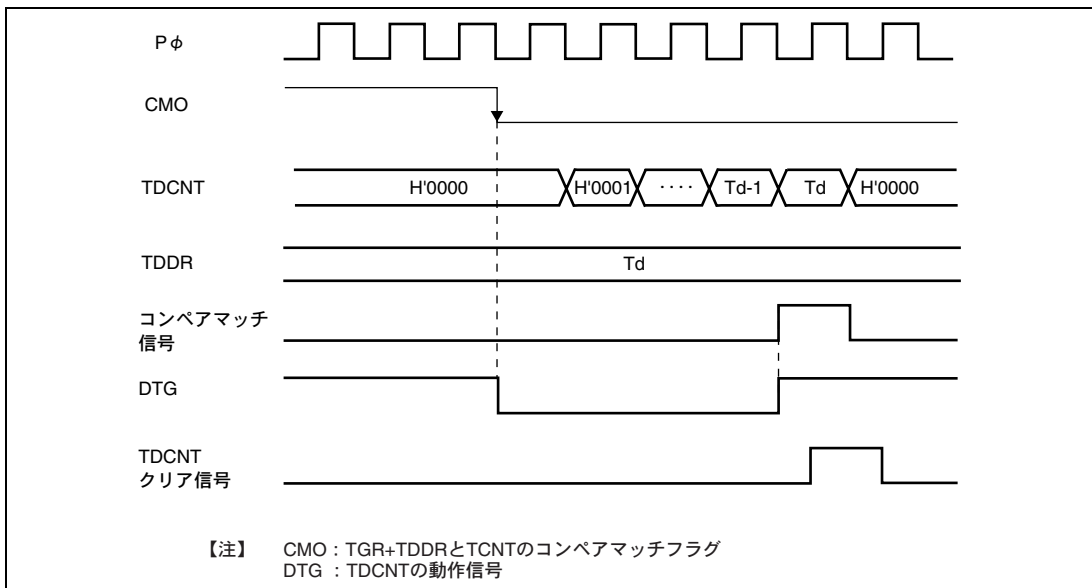 Pφ
CMO
TDCNT
H'0000
H'0001
····
Td-1
Td
H'0000
TDDR
Td
コンペアマッチ
信号
DTG
TDCNT
クリア信号
【注】 CMO：TGR+TDDRとTCNTのコンペアマッチフラグ
DTG ：TDCNTの動作信号